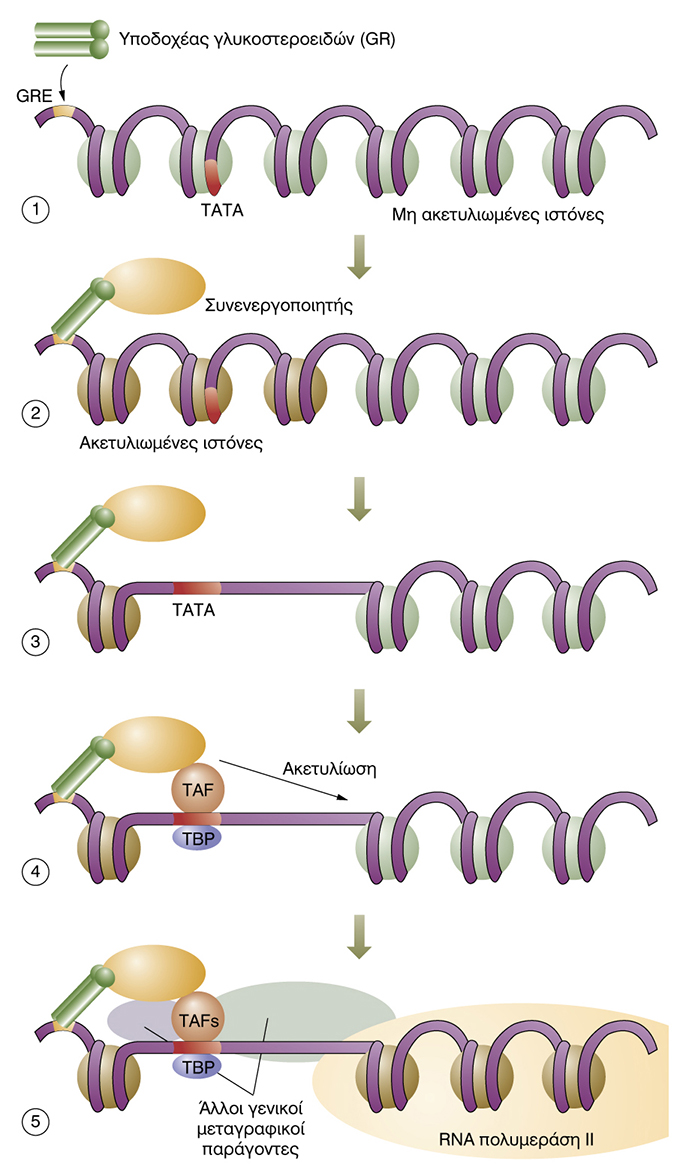 Υποδοχέας γλυκοστεροειδών (GR)
GRE
TATA
Μη ακετυλιωμένες ιστόνες
1
Συνενεργοποιητής
2
Ακετυλιωμένες ιστόνες
TATA
3
Ακετυλίωση
TAF
TBP
4
TAFs
TBP
Άλλοι γενικοί
μεταγραφικοί
παράγοντες
RNA πολυμεράση II
5